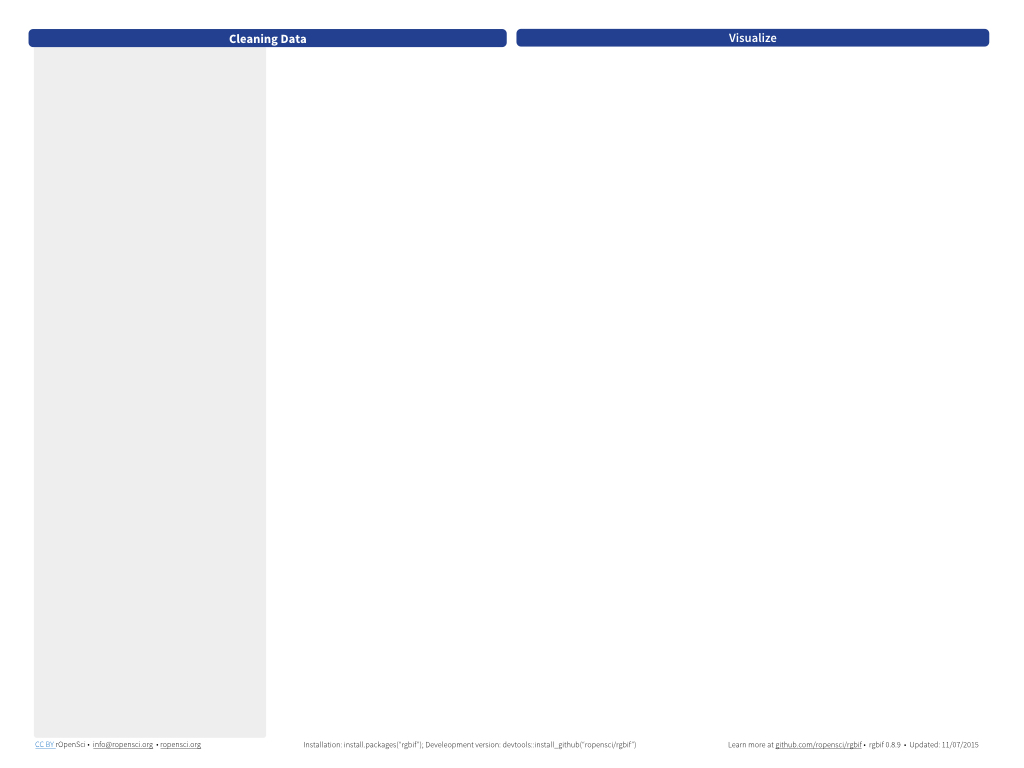 Cleaning Data
Visualize
CC BY rOpenSci • info@ropensci.org • ropensci.org
Installation: install.packages("rgbif"); Develeopment version: devtools::install_github("ropensci/rgbif")
Learn more at github.com/ropensci/rgbif • rgbif 0.8.9 • Updated: 11/07/2015